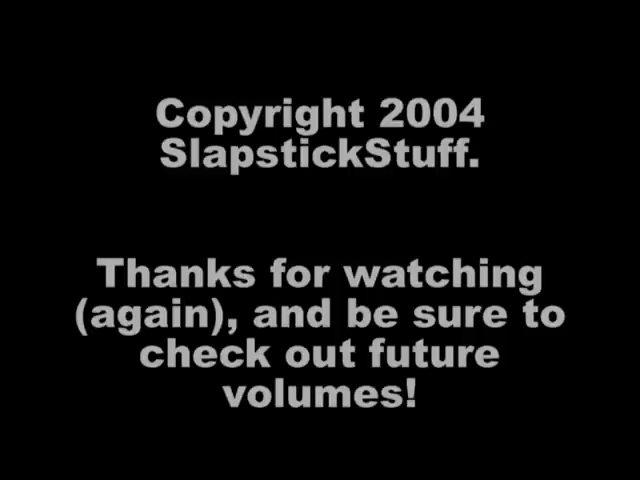 Copyright 2004
SlapstickStuff.
Thanks for watching
(again), and be sure to
check out future
volumes!